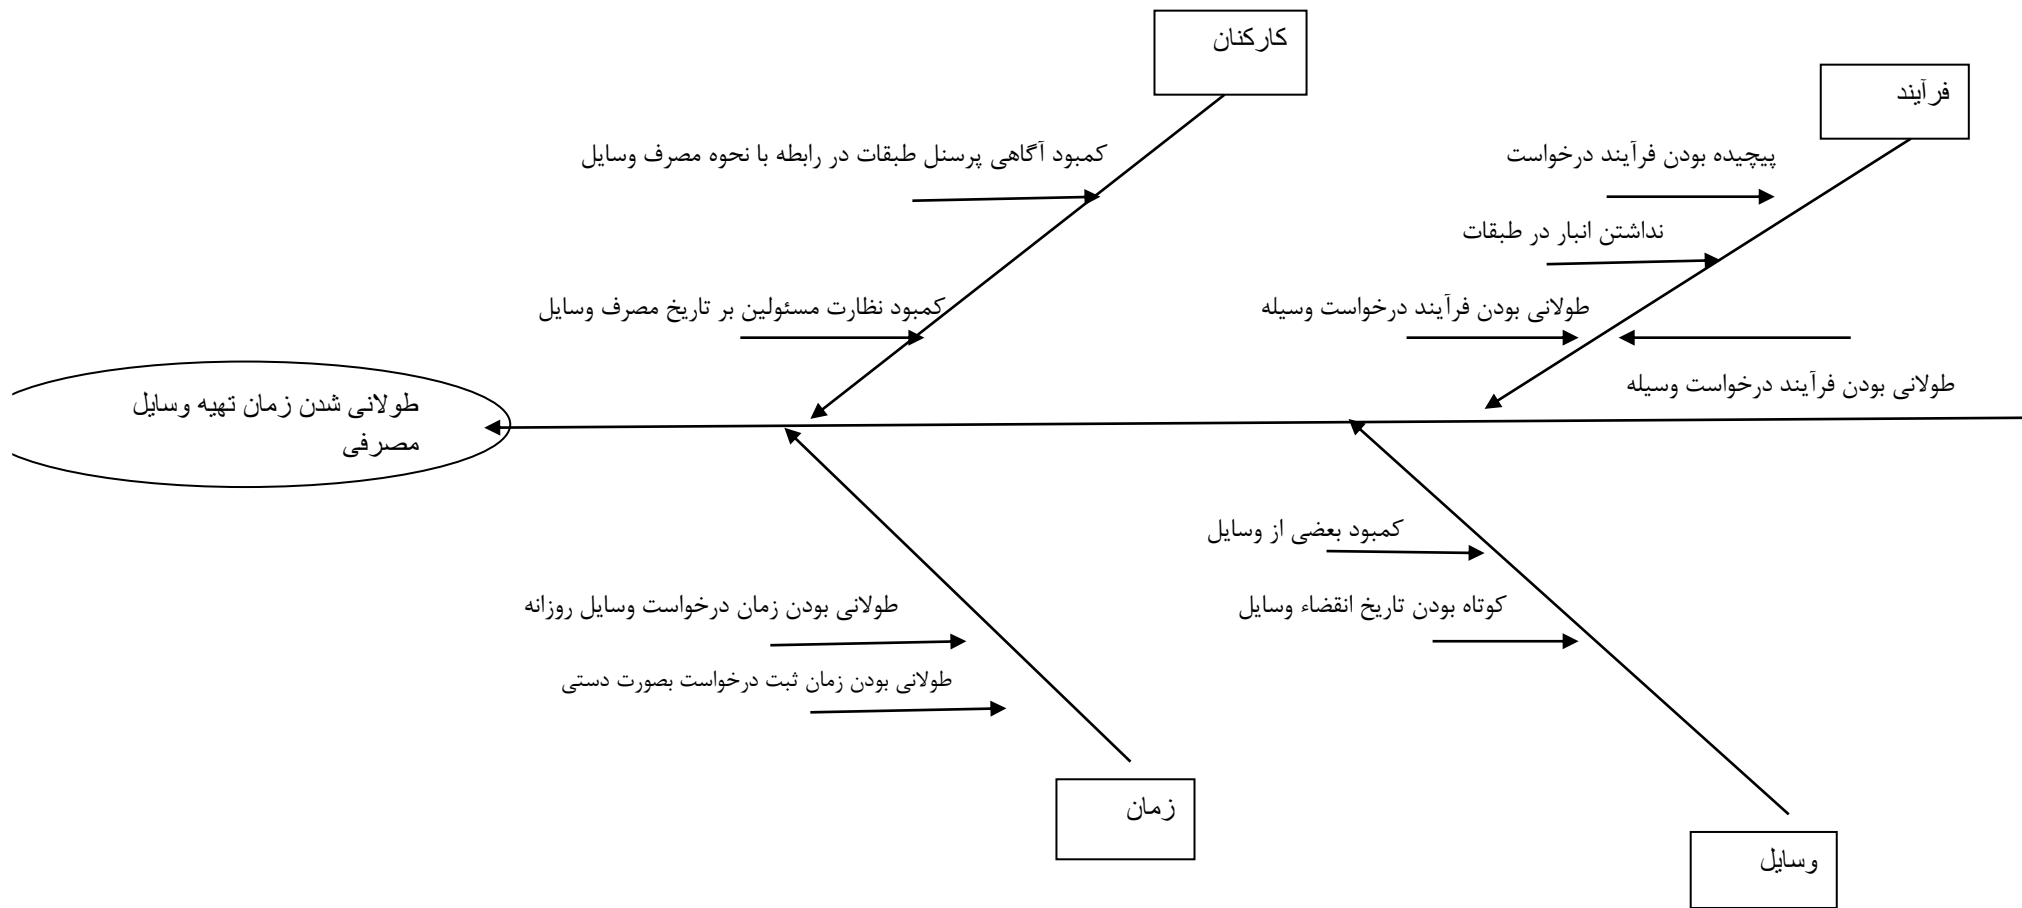 کارکنان
فرآیند
کمبود آگاهی پرسنل طبقات در رابطه با نحوه مصرف وسایل
پیچیده بودن فرآیند درخواست
نداشتن انبار در طبقات
کمبود نظارت مسئولین بر تاریخ مصرف وسایل
طولانی بودن فرآیند درخواست وسیله
طولانی بودن فرآیند درخواست وسیله
طولانی شدن زمان تهیه وسایل
مصرفی
کمبود بعضی از وسایل
کوتاه بودن تاریخ انقضاء وسایل
طولانی بودن زمان درخواست وسایل روزانه
طولانی بودن زمان ثبت درخواست بصورت دستی
زمان
وسایل